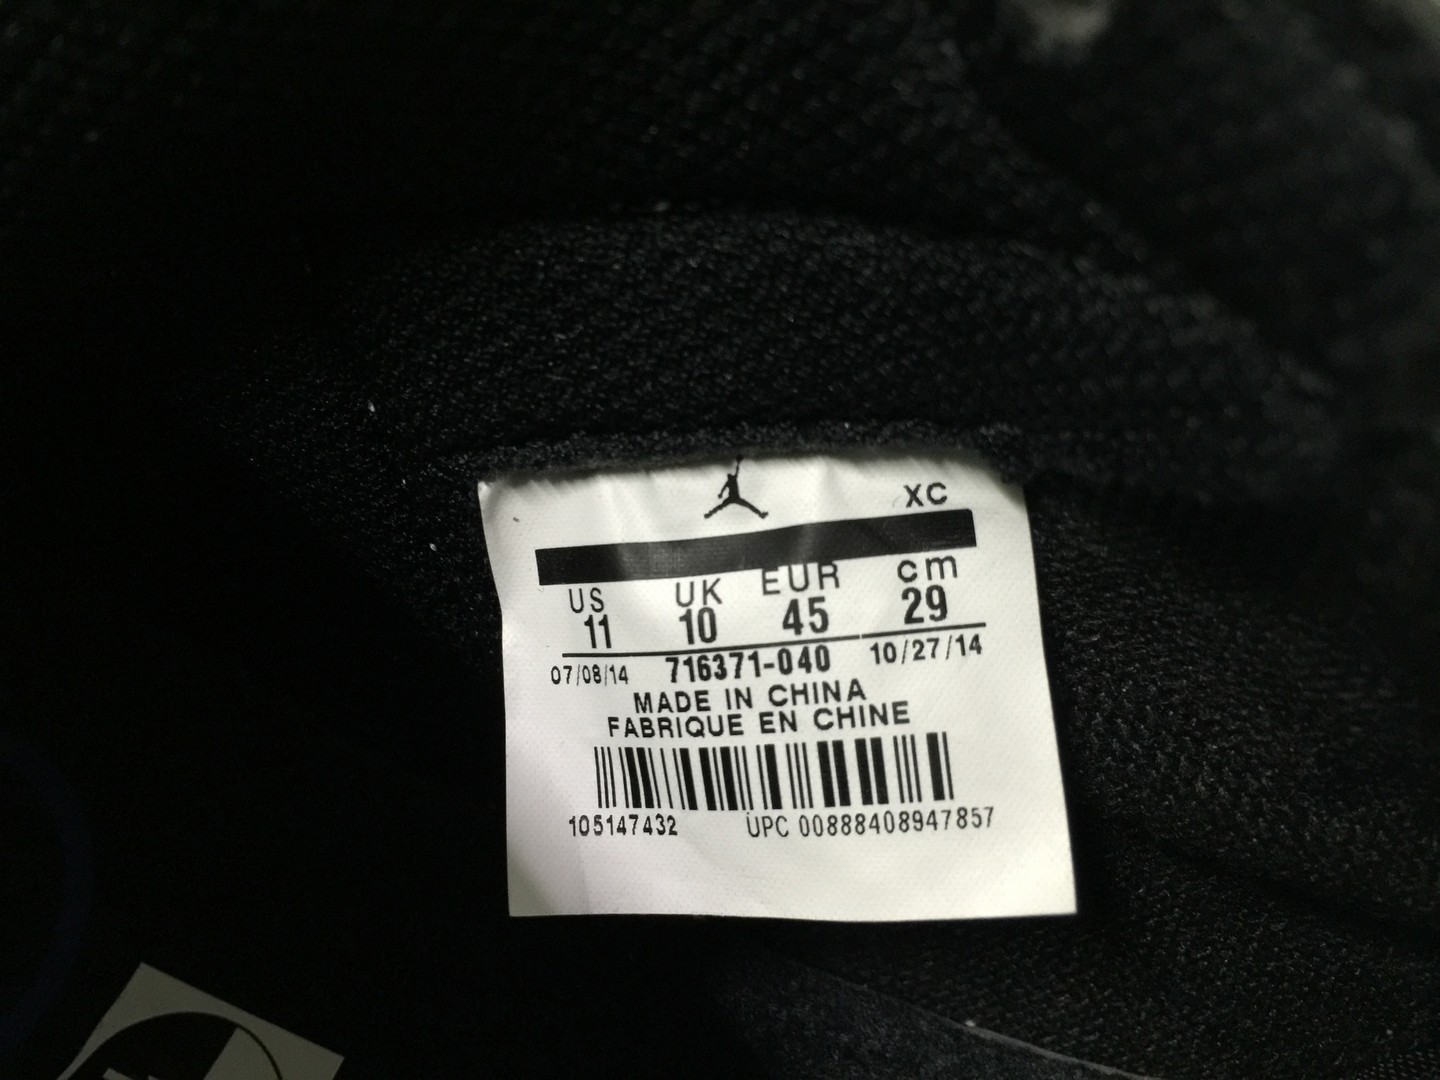 XC
US UK EUR cm
11 10 45 29
07/08/14 716371-040 10/27/14
MADE IN CHINA
FABRIQUE EN CHINE
105147432 UPC 00888408947857